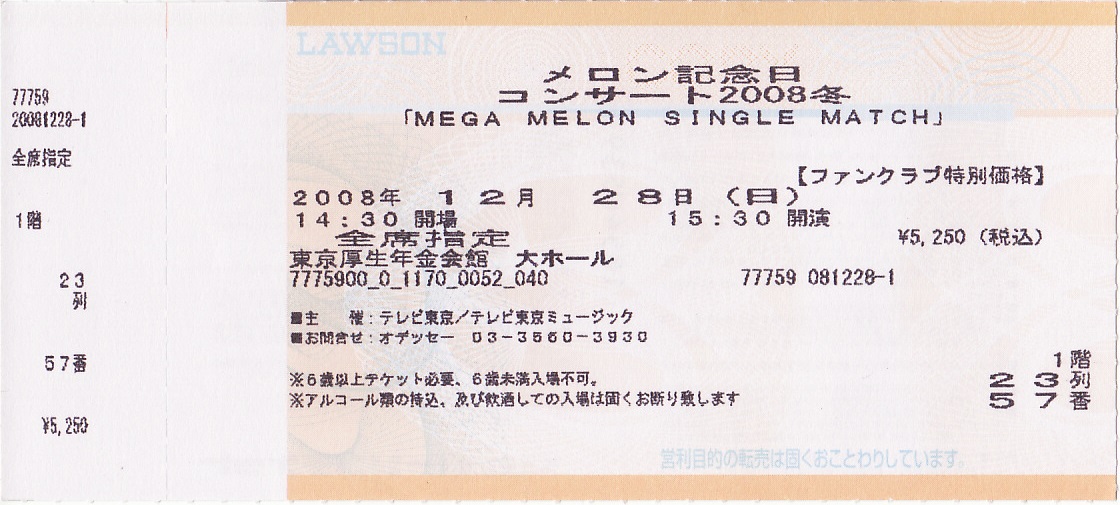 77759
20081228-1
全席指定
1階
23
列
57番
¥5,250
LAWSON
メロン記念日
コンサート2008冬
「MEGA MELON SINGLE MATCH」
【ファンクラブ特別価格】
2008年 12月 28日 (日)
14:30 開場 15:30 開演
全席指定 ¥5,250 (税込)
東京厚生年金会館 大ホール
7775900_0_1170_0052_040 77759 081228-1
■主 催:テレビ東京/テレビ東京ミュージック
■お問合せ:オデッセー 03-3560-3930
※6歳以上チケット必要、6歳未満入場不可。
※アルコール類の持込、及び飲酒しての入場は固くお断り致します
1階
23列
57番
営利目的の転売は固くおことわりしています。